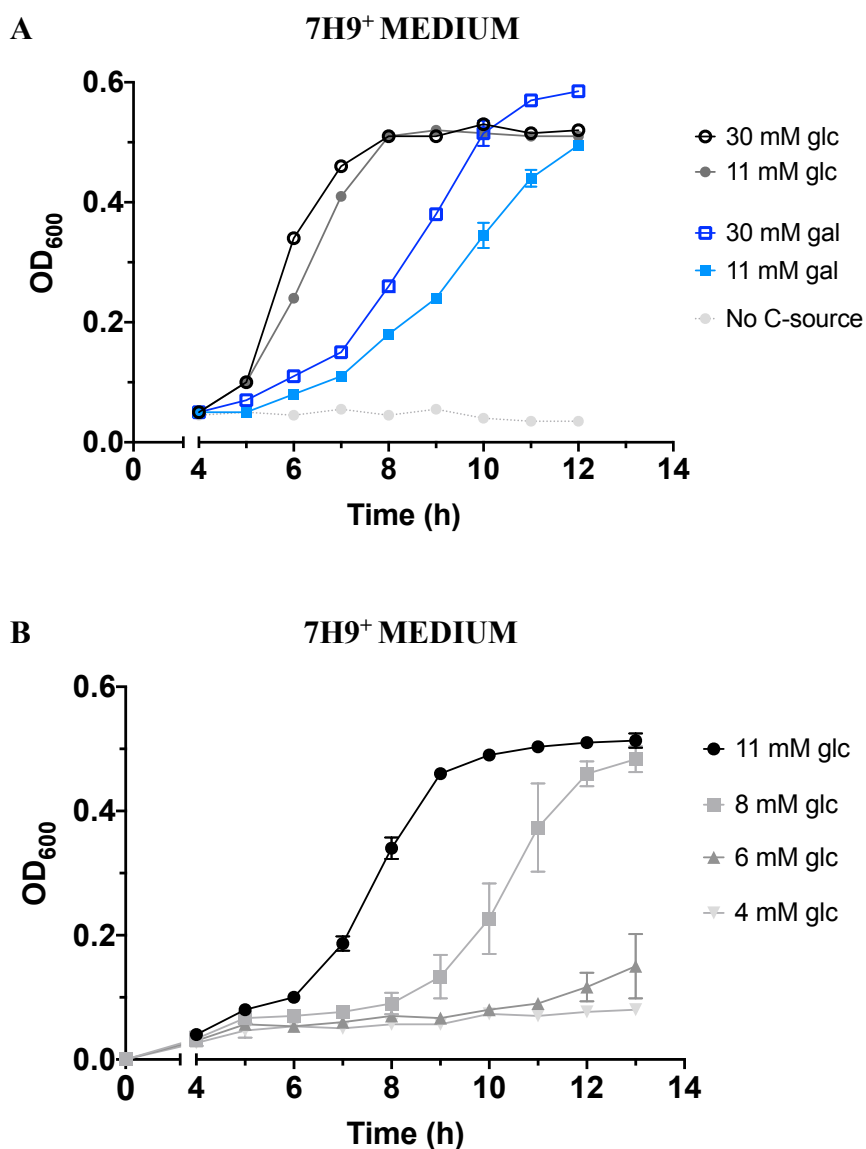 A
7H9⁺ MEDIUM
0.6
0.4
0.2
0.0
OD₆₀₀
0 4 6 8 10 12 14
Time (h)
30 mM glc
11 mM glc
30 mM gal
11 mM gal
No C-source
B
7H9⁺ MEDIUM
0.6
0.4
0.2
0.0
OD₆₀₀
0 4 6 8 10 12 14
Time (h)
11 mM glc
8 mM glc
6 mM glc
4 mM glc